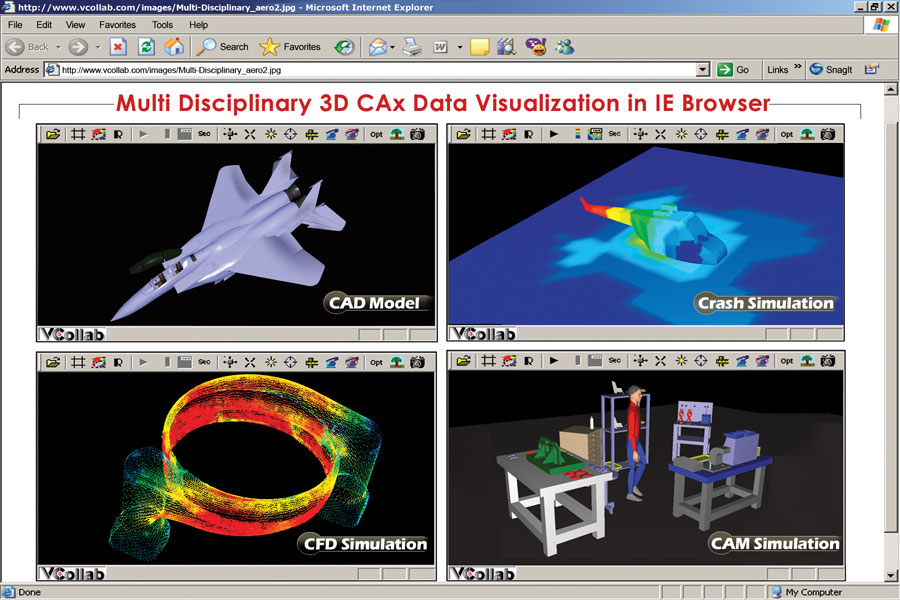 http://www.vcollab.com/images/Multi-Disciplinary_aero2.jpg - Microsoft Internet Explorer
File Edit View Favorites Tools Help
Back Search Favorites
Address http://www.vcollab.com/images/Multi-Disciplinary_aero2.jpg Go Links » SnagIt
Multi Disciplinary 3D CAx Data Visualization in IE Browser
R Sec Opt
R Sec Opt
CAD Model
Crash Simulation
VCollab
VCollab
R Sec Opt
R Sec Opt
CFD Simulation
CAM Simulation
VCollab
VCollab
Done My Computer